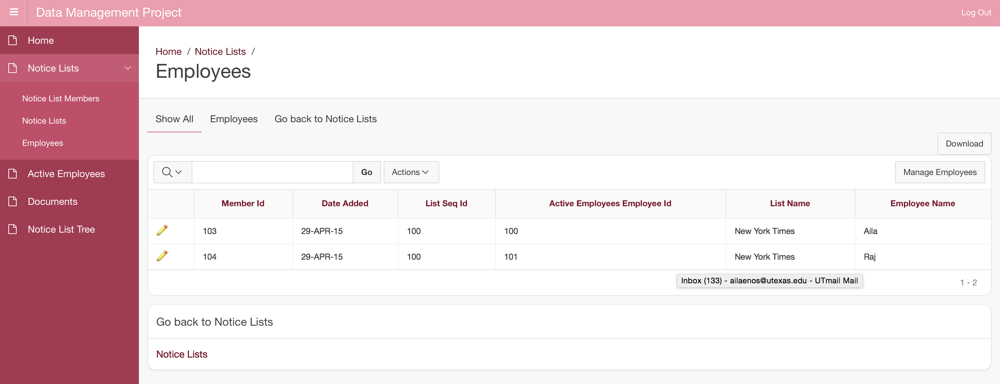 Data Management Project
Log Out
Home
Notice Lists
Notice List Members
Notice Lists
Employees
Active Employees
Documents
Notice List Tree
Home / Notice Lists /
Employees
Show All Employees Go back to Notice Lists
Download
Go Actions Manage Employees
Member Id Date Added List Seq Id Active Employees Employee Id List Name Employee Name
103 29-APR-15 100 100 New York Times Aila
104 29-APR-15 100 101 New York Times Raj
Inbox (133) - ailaenos@utexas.edu - UTmail Mail
1 - 2
Go back to Notice Lists
Notice Lists